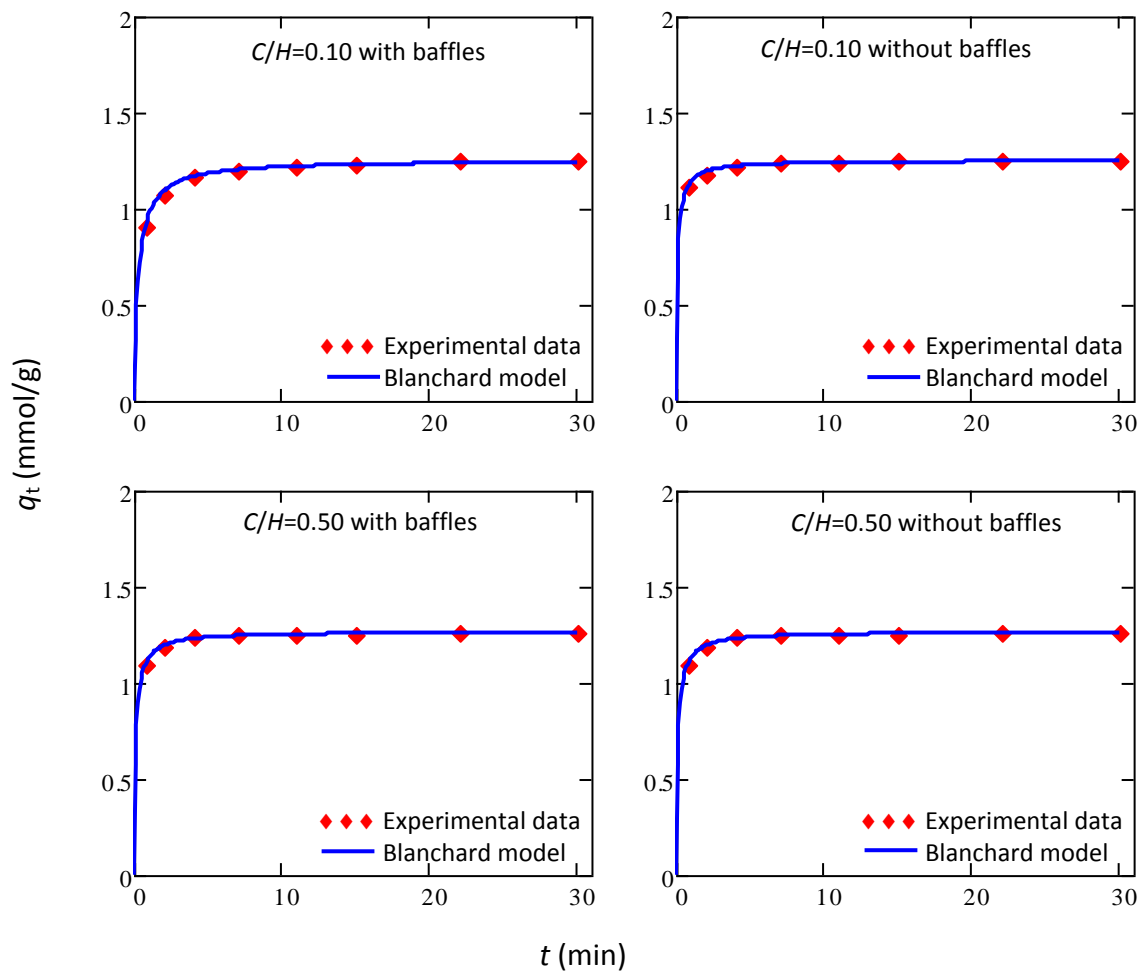 2
C/H=0.10 with baffles
1.5
1
0.5
Experimental data
Blanchard model
0
0
10
20
30
2
C/H=0.10 without baffles
1.5
1
0.5
Experimental data
Blanchard model
0
0
10
20
30
qt (mmol/g)
2
C/H=0.50 with baffles
1.5
1
0.5
Experimental data
Blanchard model
0
0
10
20
30
2
C/H=0.50 without baffles
1.5
1
0.5
Experimental data
Blanchard model
0
0
10
20
30
t (min)